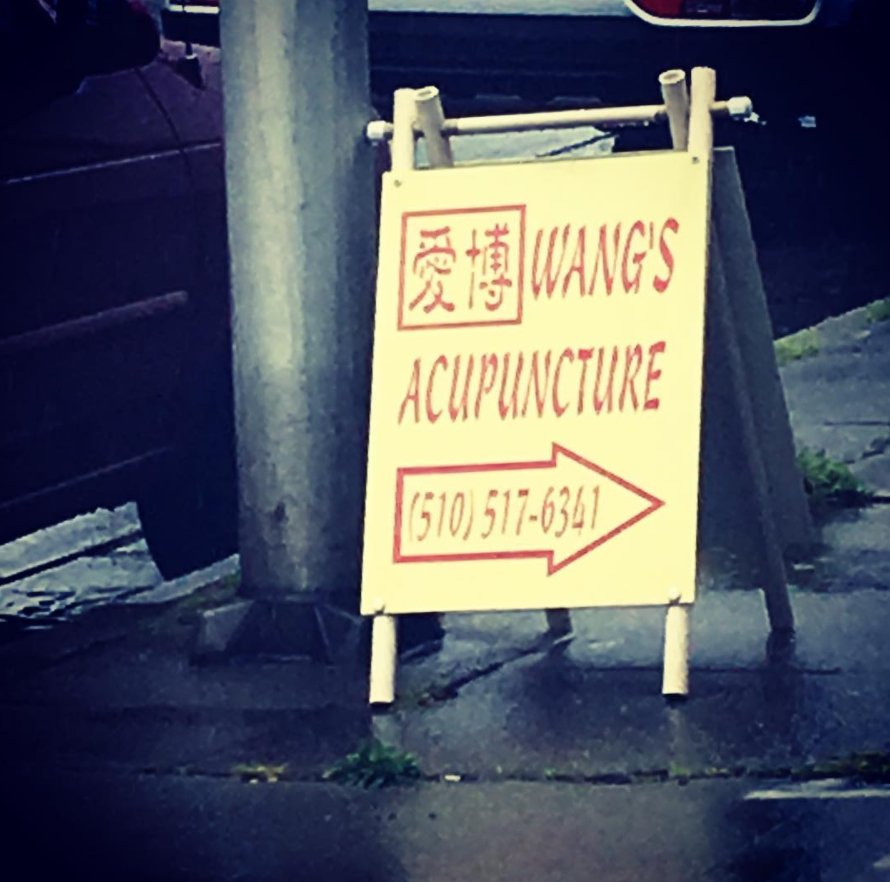 愛博 WANG'S
ACUPUNCTURE
(510) 517-6341